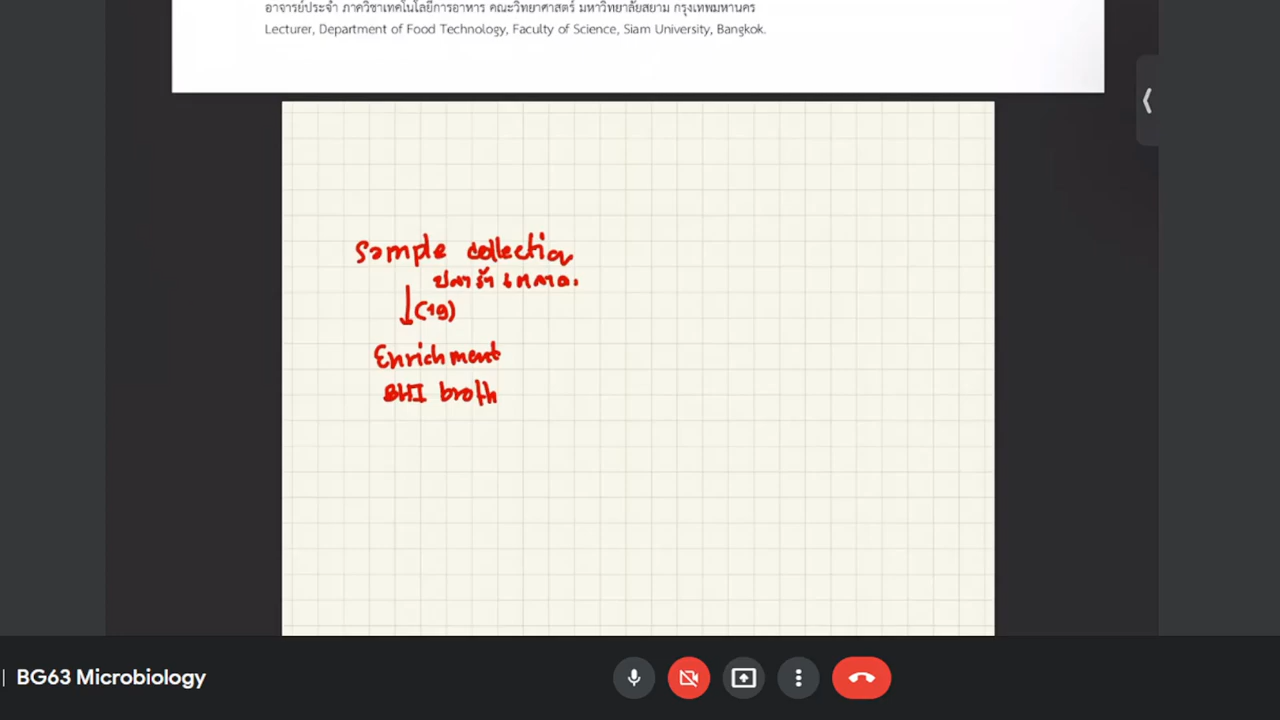 อาจารย์ประจำ ภาควิชาเทคโนโลยีการอาหาร คณะวิทยาศาสตร์ มหาวิทยาลัยสยาม กรุงเทพมหานคร
Lecturer, Department of Food Technology, Faculty of Science, Siam University, Bangkok.
Sample collection
ปลาร้า
(1g)
Enrichment
BHI broth
BG63 Microbiology